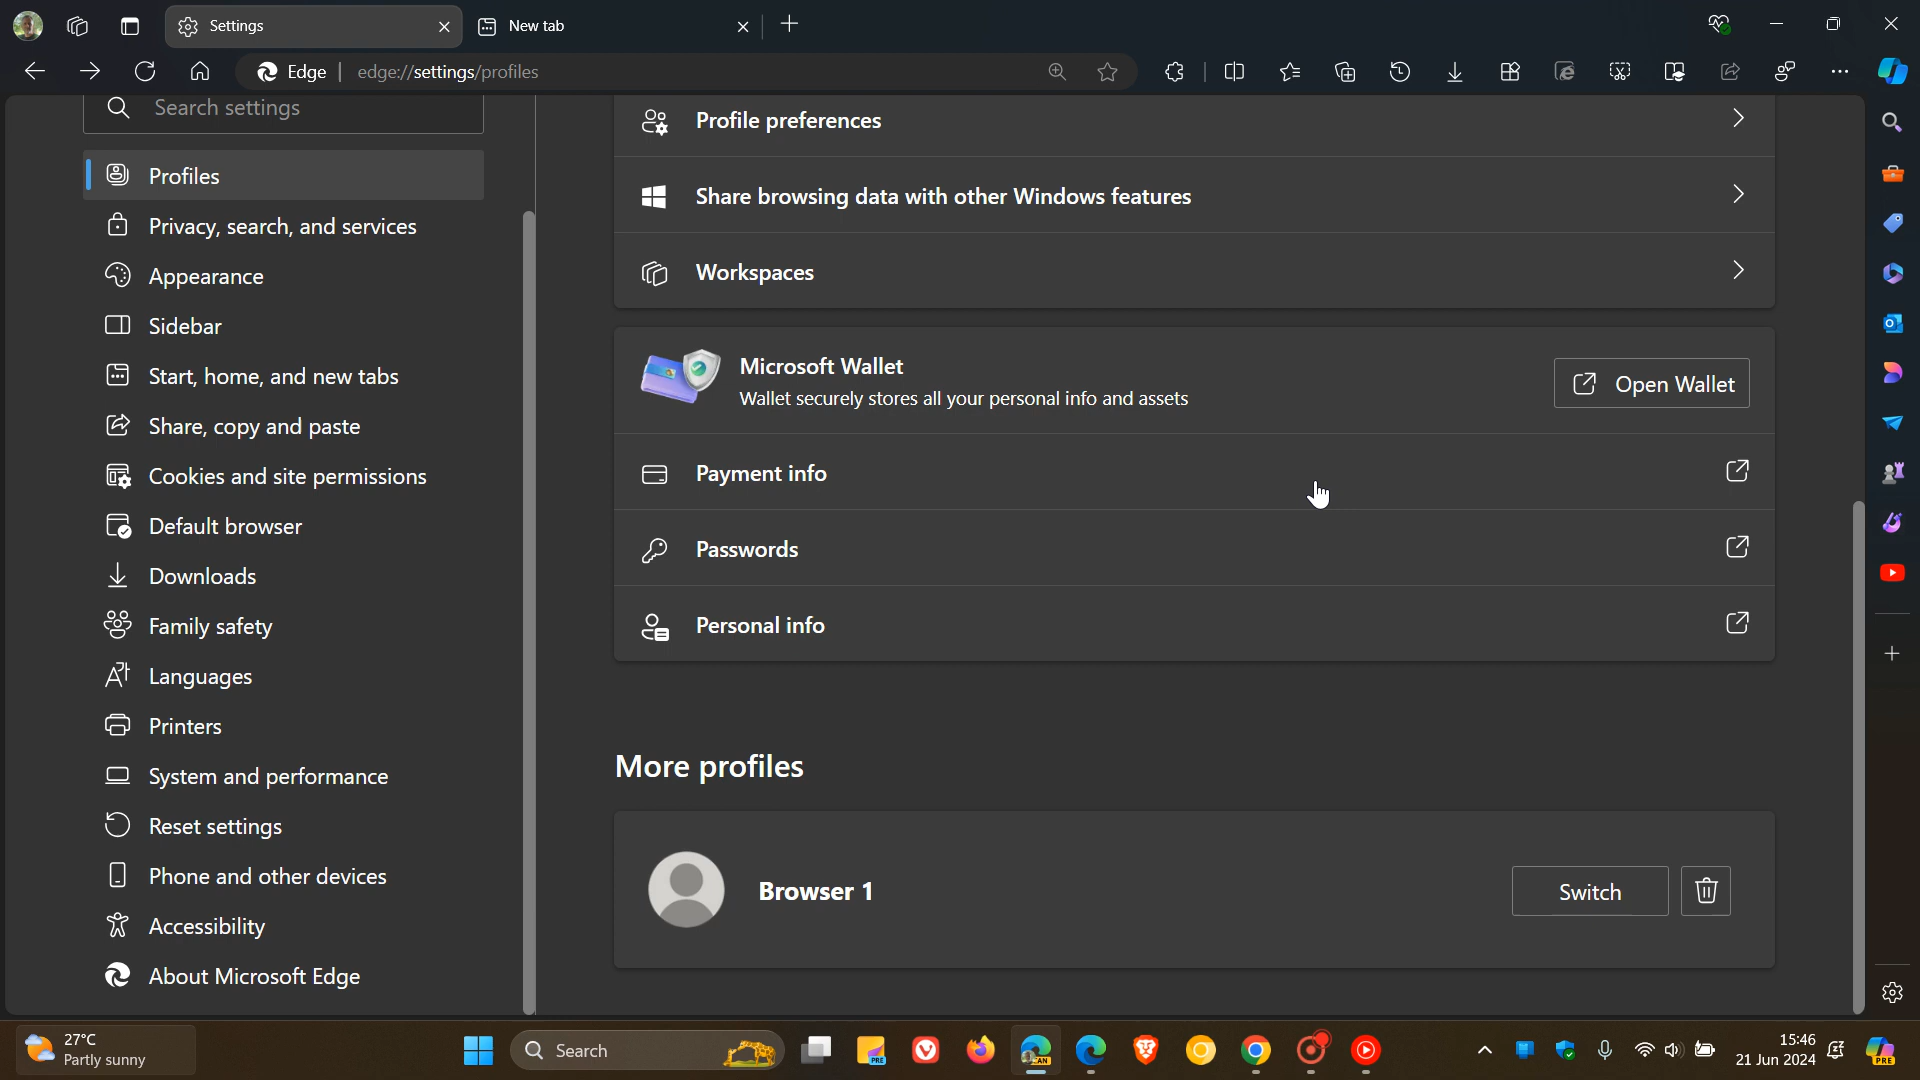 Settings
New tab
Edge
edge://settings/profiles
Search settings
Profiles
Privacy, search, and services
Appearance
Sidebar
Start, home, and new tabs
Share, copy and paste
Cookies and site permissions
Default browser
Downloads
Family safety
Languages
Printers
System and performance
Reset settings
Phone and other devices
Accessibility
About Microsoft Edge
Profile preferences
Share browsing data with other Windows features
Workspaces
Microsoft Wallet
Wallet securely stores all your personal info and assets
Open Wallet
Payment info
Passwords
Personal info
More profiles
Browser 1
Switch
27°C
Partly sunny
Search
PRE
CAN
15:46
21 Jun 2024
PRE